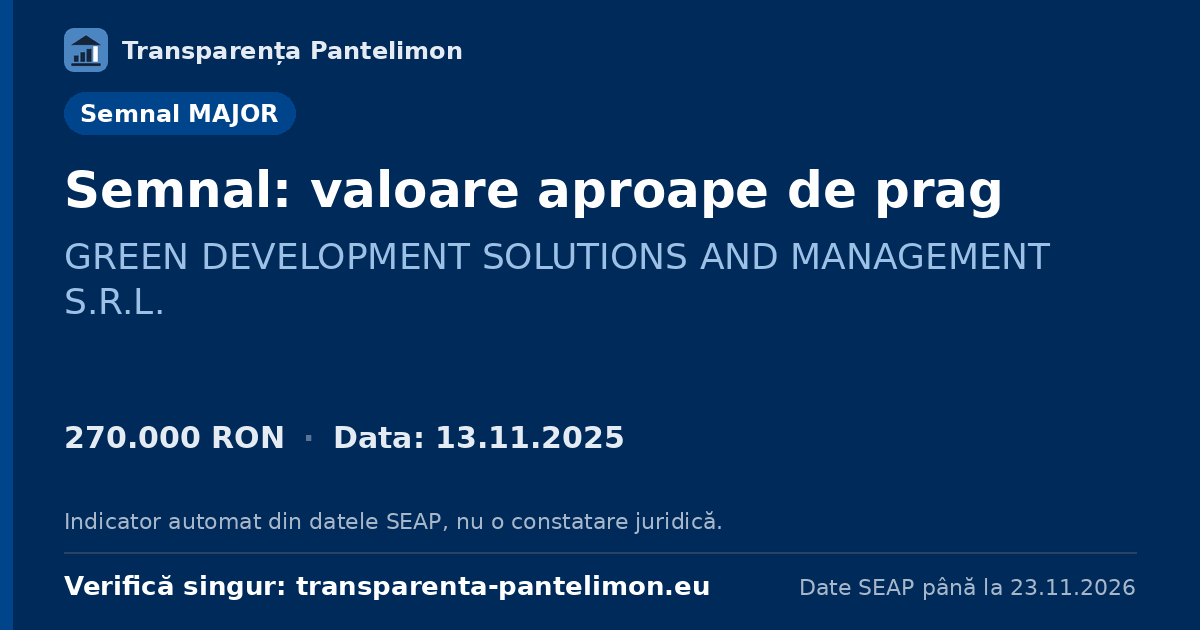 Transparența Pantelimon
Semnal MAJOR
Semnal: valoare aproape de prag
GREEN DEVELOPMENT SOLUTIONS AND MANAGEMENT
S.R.L.
270.000 RON · Data: 13.11.2025
Indicator automat din datele SEAP, nu o constatare juridică.
Verifică singur: transparenta-pantelimon.eu
Date SEAP până la 23.11.2026